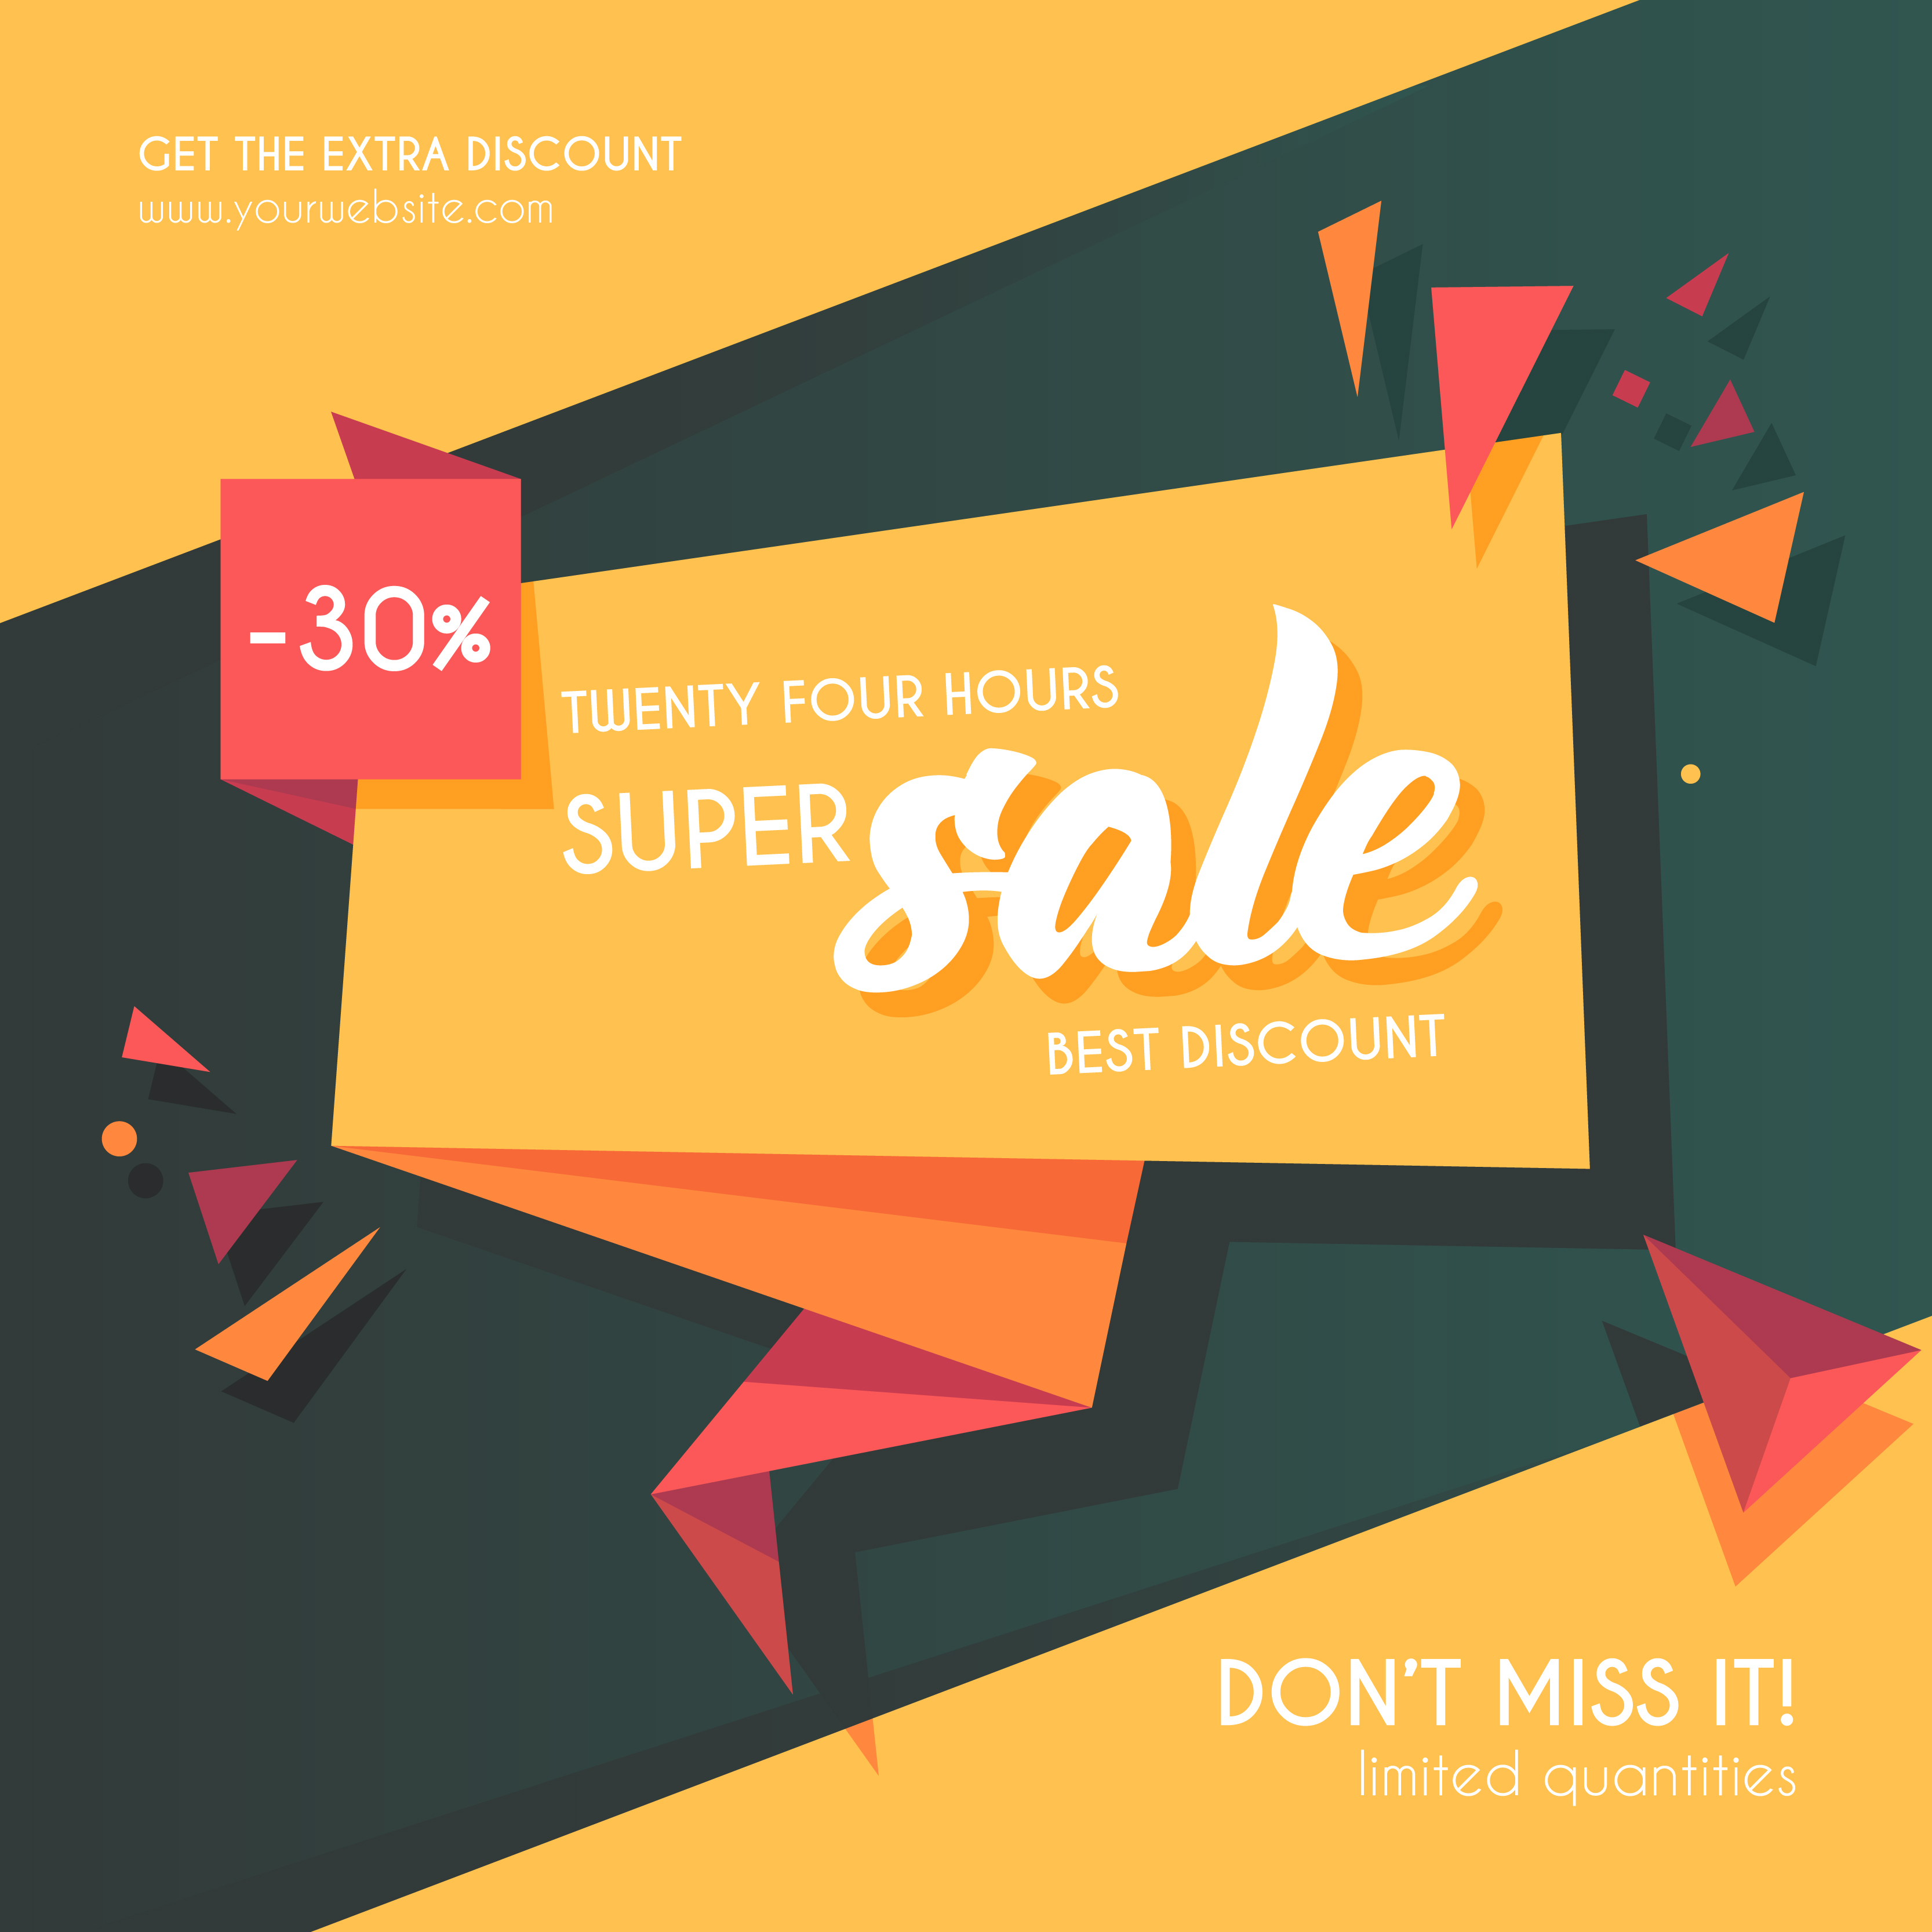 GET THE EXTRA DISCOUNT
www.yourwebsite.com
-30%
TWENTY FOUR HOURS
SUPER sale
BEST DISCOUNT
DON'T MISS IT!
limited quantities